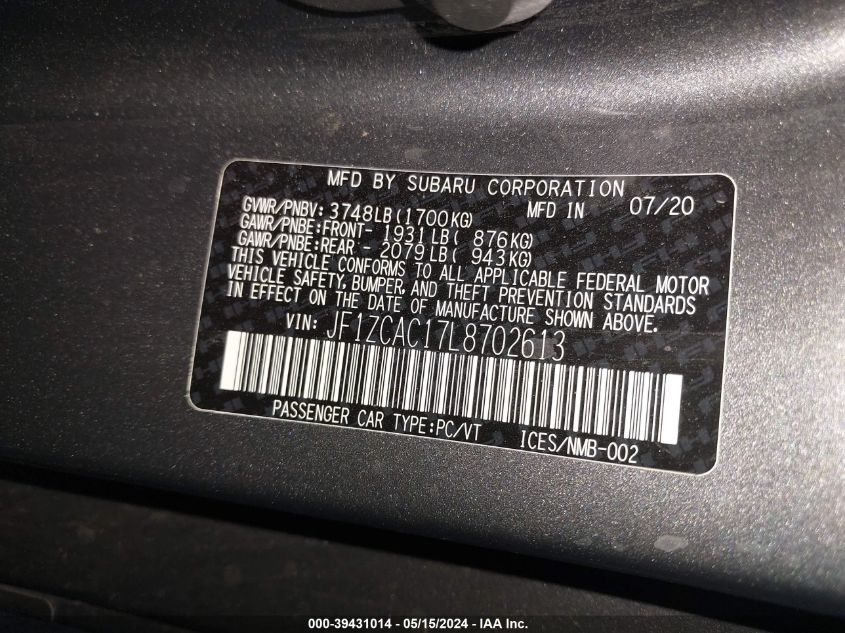 MFD BY SUBARU CORPORATION
GVWR/PNBV: 3748LB(1700KG) MFD IN 07/20
GAWR/PNBE:FRONT- 1931LB( 876KG)
GAWR/PNBE:REAR - 2079LB( 943KG)
THIS VEHICLE CONFORMS TO ALL APPLICABLE FEDERAL MOTOR
VEHICLE SAFETY, BUMPER, AND THEFT PREVENTION STANDARDS
IN EFFECT ON THE DATE OF MANUFACTURE SHOWN ABOVE.
VIN: JF1ZCAC17L8702613
PASSENGER CAR TYPE:PC/VT ICES/NMB-002
000-39431014 - 05/15/2024 - IAA Inc.